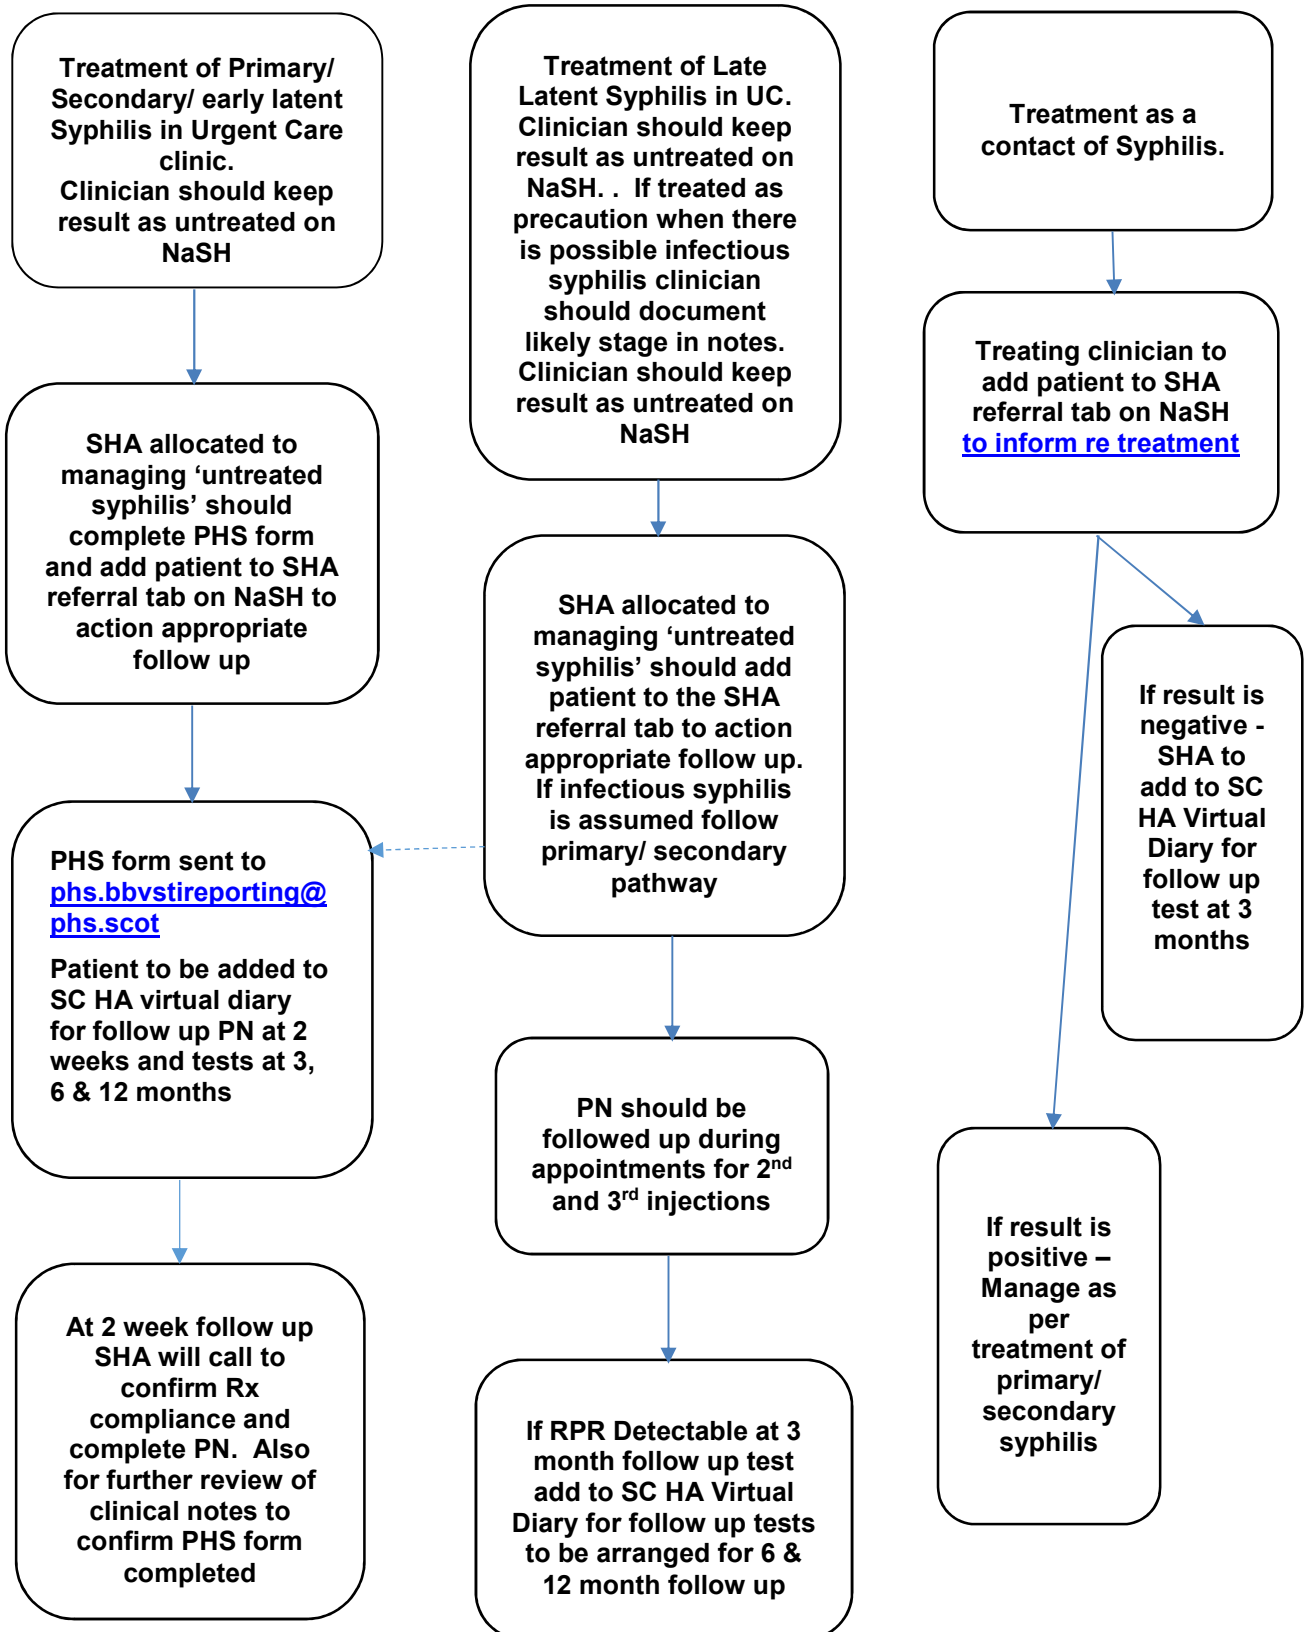 Treatment of Primary/
Secondary/ early latent
Syphilis in Urgent Care
clinic.
Clinician should keep
result as untreated on
NaSH
SHA allocated to
managing ‘untreated
syphilis’ should
complete PHS form
and add patient to SHA
referral tab on NaSH to
action appropriate
follow up
PHS form sent to
phs.bbvstireporting@
phs.scot
Patient to be added to
SC HA virtual diary
for follow up PN at 2
weeks and tests at 3,
6 & 12 months
At 2 week follow up
SHA will call to
confirm Rx
compliance and
complete PN.  Also
for further review of
clinical notes to
confirm PHS form
completed
Treatment of Late
Latent Syphilis in UC.
Clinician should keep
result as untreated on
NaSH. .  If treated as
precaution when there
is possible infectious
syphilis clinician
should document
likely stage in notes.
Clinician should keep
result as untreated on
NaSH
SHA allocated to
managing ‘untreated
syphilis’ should add
patient to the SHA
referral tab to action
appropriate follow up.
If infectious syphilis
is assumed follow
primary/ secondary
pathway
PN should be
followed up during
appointments for 2nd
and 3rd injections
If RPR Detectable at 3
month follow up test
add to SC HA Virtual
Diary for follow up tests
to be arranged for 6 &
12 month follow up
Treatment as a
contact of Syphilis.
Treating clinician to
add patient to SHA
referral tab on NaSH
to inform re treatment
If result is
negative -
SHA to
add to SC
HA Virtual
Diary for
follow up
test at 3
months
If result is
positive –
Manage as
per
treatment of
primary/
secondary
syphilis